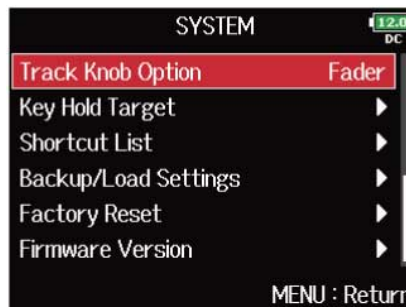 SYSTEM
12.0
DC
Track Knob Option Fader
Key Hold Target
Shortcut List
Backup/Load Settings
Factory Reset
Firmware Version
MENU : Return